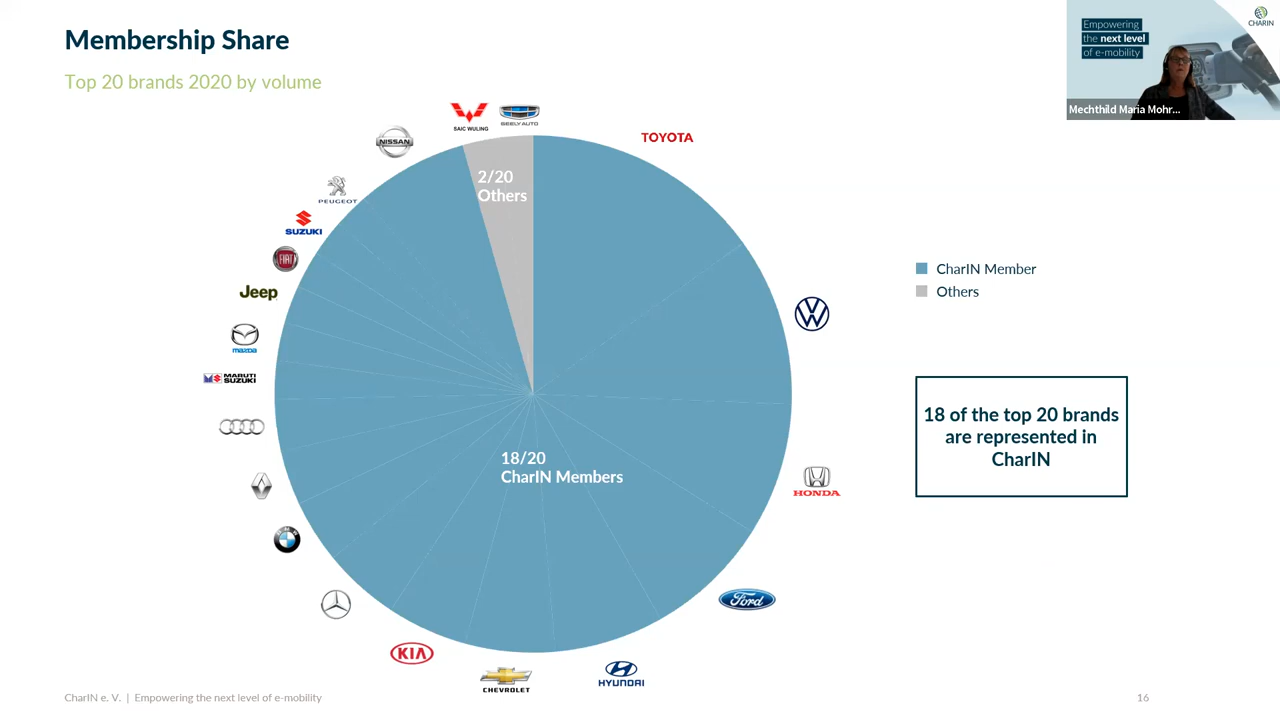 Membership Share
Top 20 brands 2020 by volume
Empowering
the next level
of e-mobility
CHARIN
Mechthild Maria Mohr...
SAIC WULING
GEELY AUTO
TOYOTA
NISSAN
PEUGEOT
SUZUKI
FIAT
Jeep
mazda
MARUTI
SUZUKI
BMW
KIA
CHEVROLET
HYUNDAI
Ford
HONDA
2/20
Others
18/20
CharIN Members
CharIN Member
Others
18 of the top 20 brands
are represented in
CharIN
CharIN e. V. | Empowering the next level of e-mobility
16